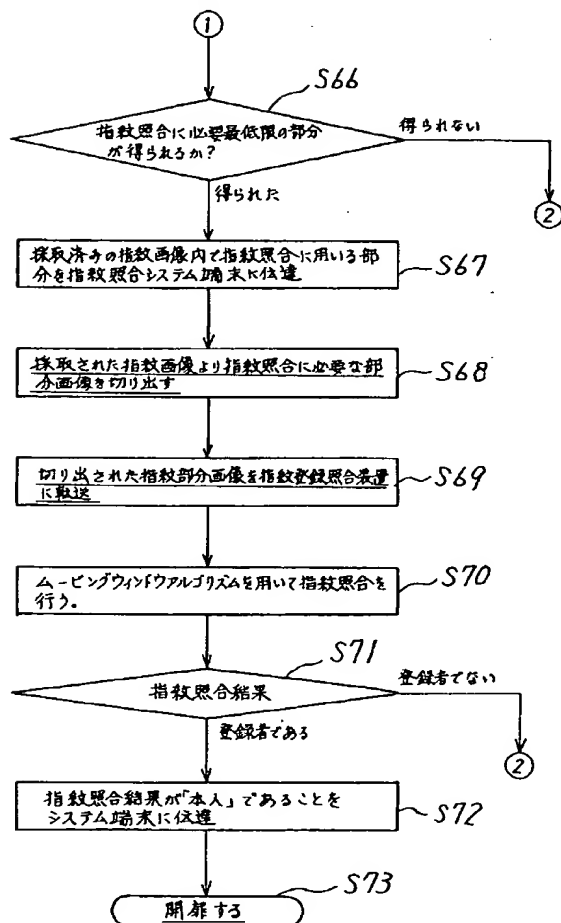 ①
S66
指紋照合に必要最低限の部分
が得られるか?
得られない
②
得られた
採取済みの指紋画像内で指紋照合に用いる部
分を指紋照合システム端末に伝達
S67
採取された指紋画像より指紋照合に必要な部
分画像を切り出す
S68
切り出された指紋部分画像を指紋登録照合装置
に転送
S69
ムービングウィンドウアルゴリズムを用いて指紋照合を
行う。
S70
S71
指紋照合結果
登録者でない
②
登録者である
指紋照合結果が「本人」であることを
システム端末に伝達
S72
S73
開扉する